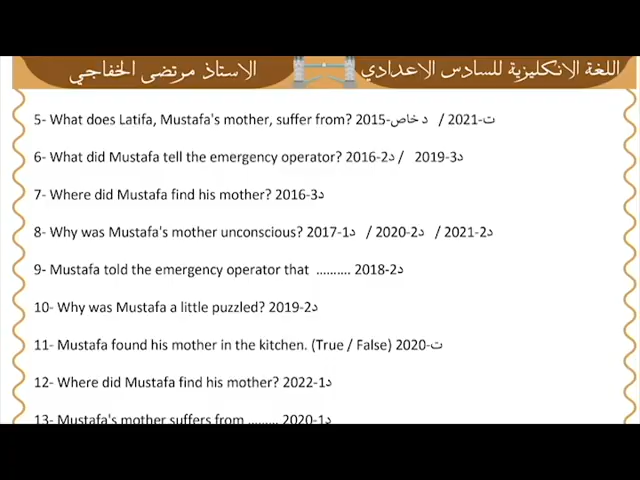 اللغة الانكليزية للسادس الاعدادي
الاستاذ مرتضى الخفاجي
5- What does Latifa, Mustafa's mother, suffer from? 2015-د خاص / 2021-ت
6- What did Mustafa tell the emergency operator? 2016-2د / 2019-3د
7- Where did Mustafa find his mother? 2016-3د
8- Why was Mustafa's mother unconscious? 2017-1د / 2020-2د / 2021-2د
9- Mustafa told the emergency operator that .......... 2018-2د
10- Why was Mustafa a little puzzled? 2019-2د
11- Mustafa found his mother in the kitchen. (True / False) 2020-ت
12- Where did Mustafa find his mother? 2022-1د
13- Mustafa's mother suffers from ......... 2020-1د